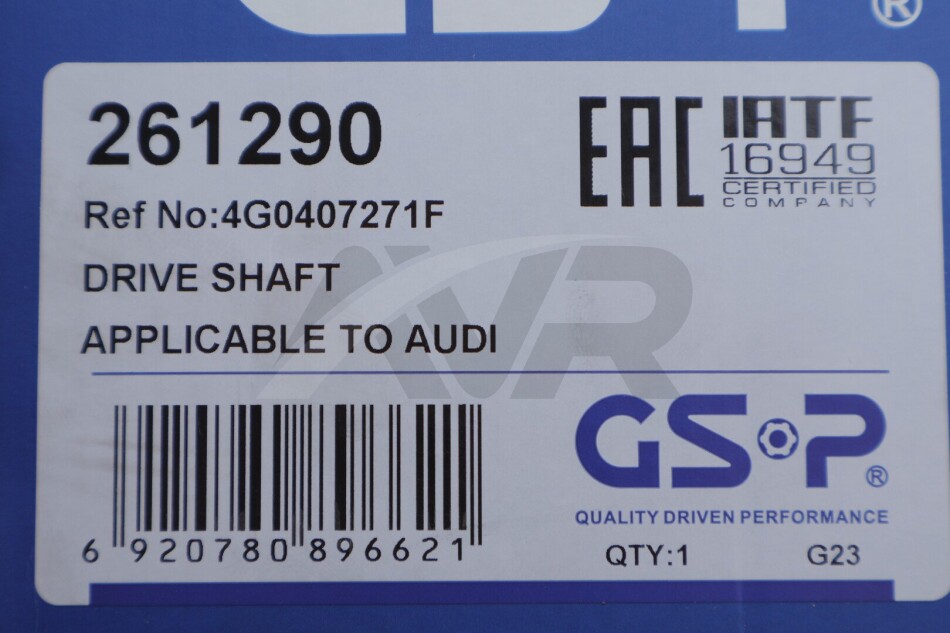 261290
EAC
IATF
16949
CERTIFIED
COMPANY
Ref No:4G0407271F
DRIVE SHAFT
APPLICABLE TO AUDI
AVR
GSP®
QUALITY DRIVEN PERFORMANCE
6 920780 896621
QTY:1
G23